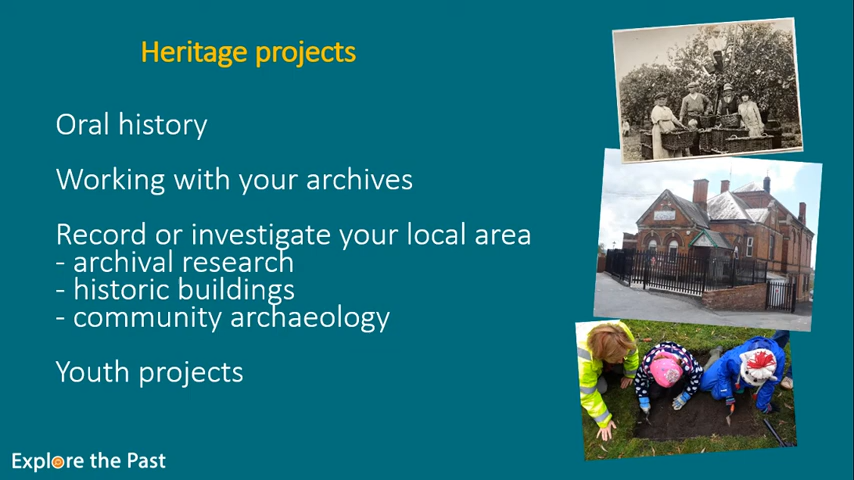 Heritage projects
Oral history
Working with your archives
Record or investigate your local area
- archival research
- historic buildings
- community archaeology
Youth projects
Explore the Past